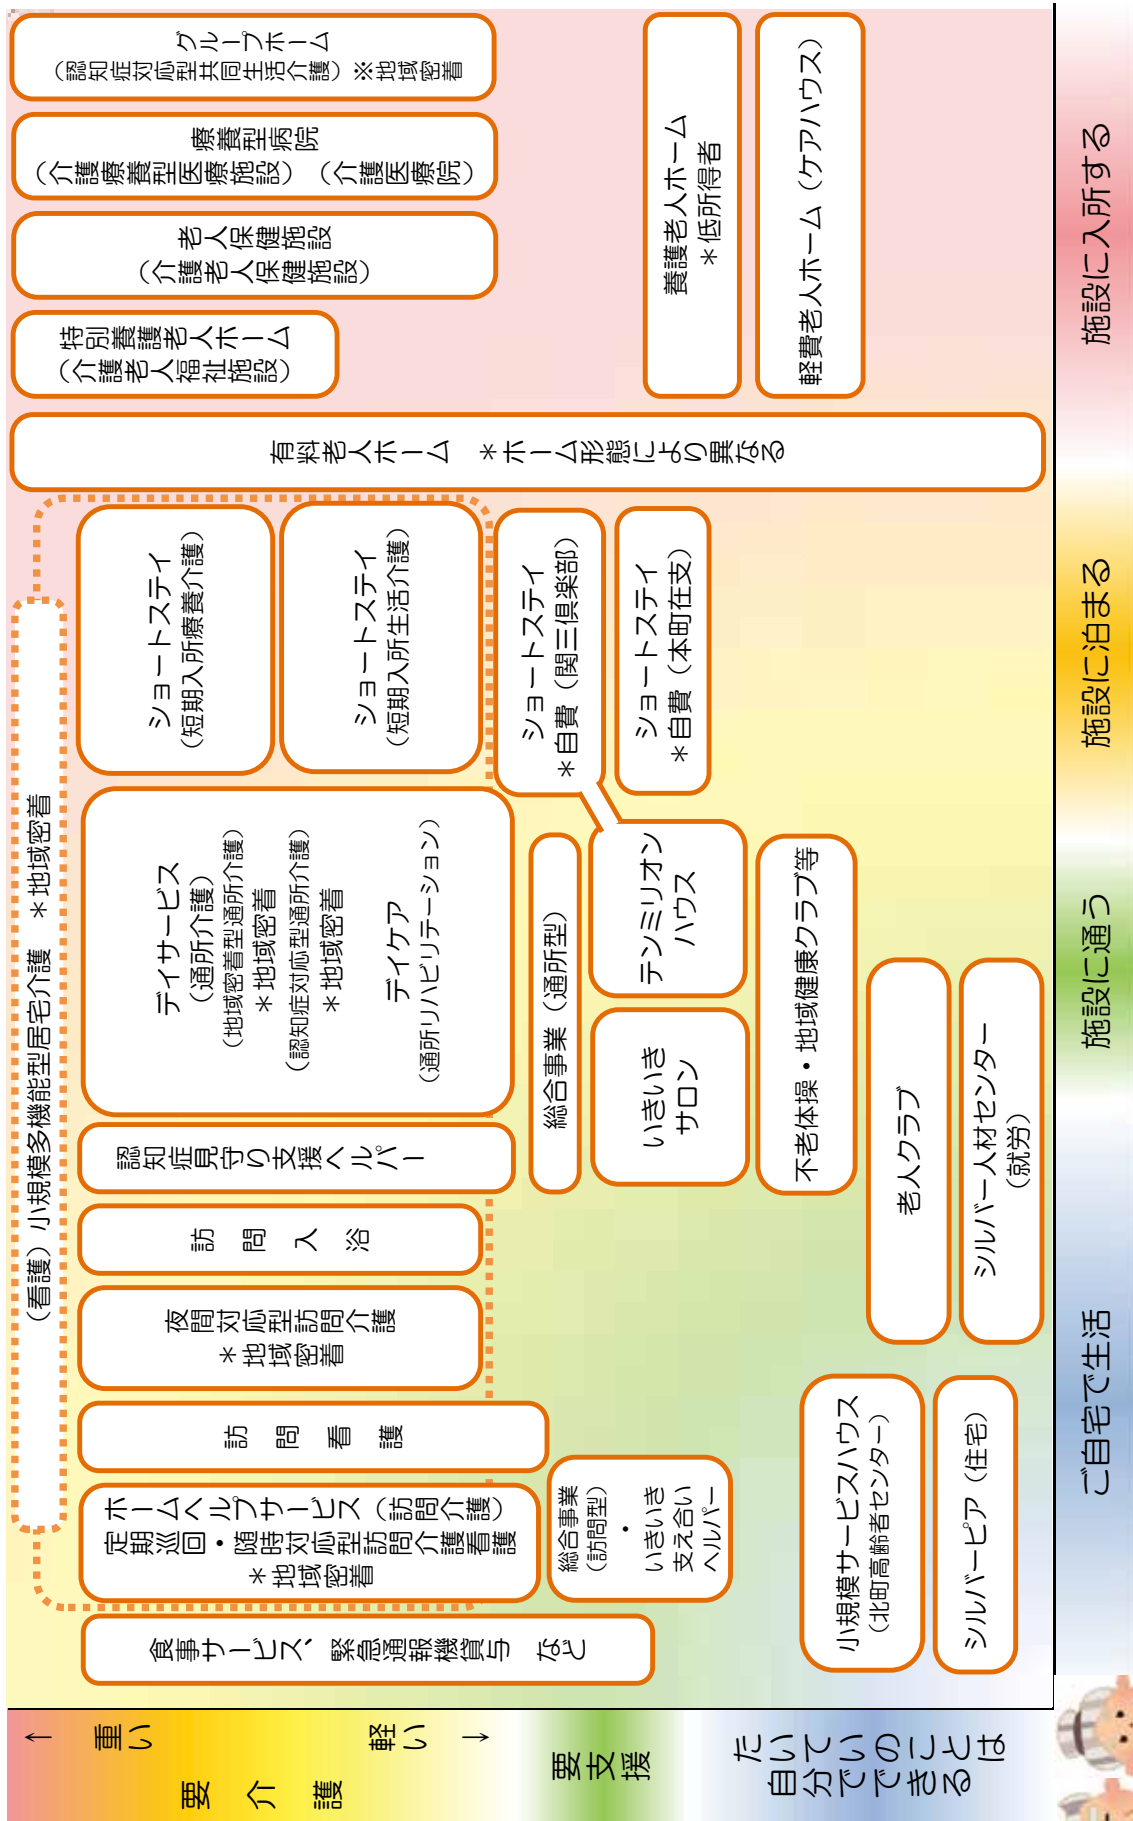 グループホーム
（認知症対応型共同生活介護）※地域密着
療養型病院
（介護療養型医療施設）（介護医療院）
老人保健施設
（介護老人保健施設）
特別養護老人ホーム
（介護老人福祉施設）
養護老人ホーム
＊低所得者
軽費老人ホーム（ケアハウス）
有料老人ホーム　＊ホーム形態により異なる
（看護）小規模多機能型居宅介護　＊地域密着
ショートステイ
（短期入所療養介護）
ショートステイ
（短期入所生活介護）
ショートステイ
＊自費（関三倶楽部）
ショートステイ
＊自費（本町在支）
デイサービス
（通所介護）
（地域密着型通所介護）
＊地域密着
（認知症対応型通所介護）
＊地域密着
デイケア
（通所リハビリテーション）
総合事業（通所型）
テンミリオン
ハウス
いきいき
サロン
不老体操・地域健康クラブ等
老人クラブ
シルバー人材センター
（就労）
認知症見守り支援ヘルパー
訪問入浴
夜間対応型訪問介護
＊地域密着
訪問看護
ホームヘルプサービス（訪問介護）
定期巡回・随時対応型訪問介護看護
＊地域密着
総合事業
（訪問型）
・
いきいき
支え合い
ヘルパー
小規模サービスハウス
（北町高齢者センター）
シルバーピア（住宅）
食事サービス、緊急通報機貸与　など
↑
重い
軽い
↓
要介護
要支援
たいていのことは
自分でできる
ご自宅で生活
施設に通う
施設に泊まる
施設に入所する